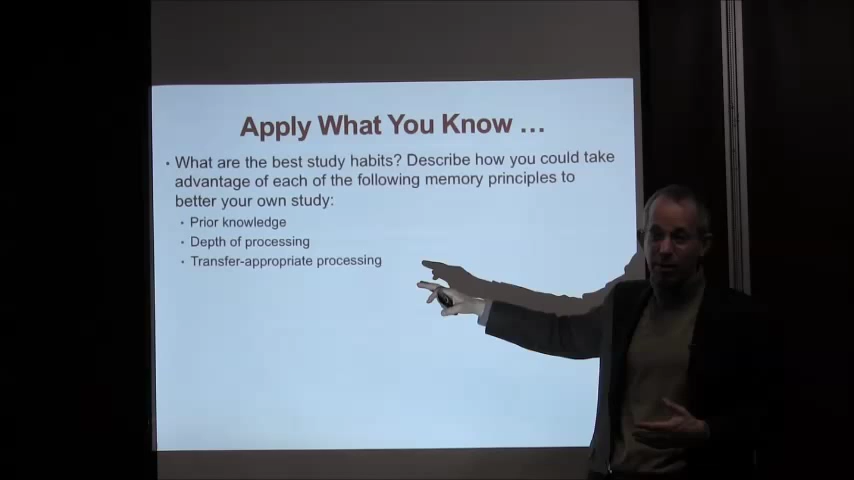 Apply What You Know …
• What are the best study habits? Describe how you could take
advantage of each of the following memory principles to
better your own study:
• Prior knowledge
• Depth of processing
• Transfer-appropriate processing